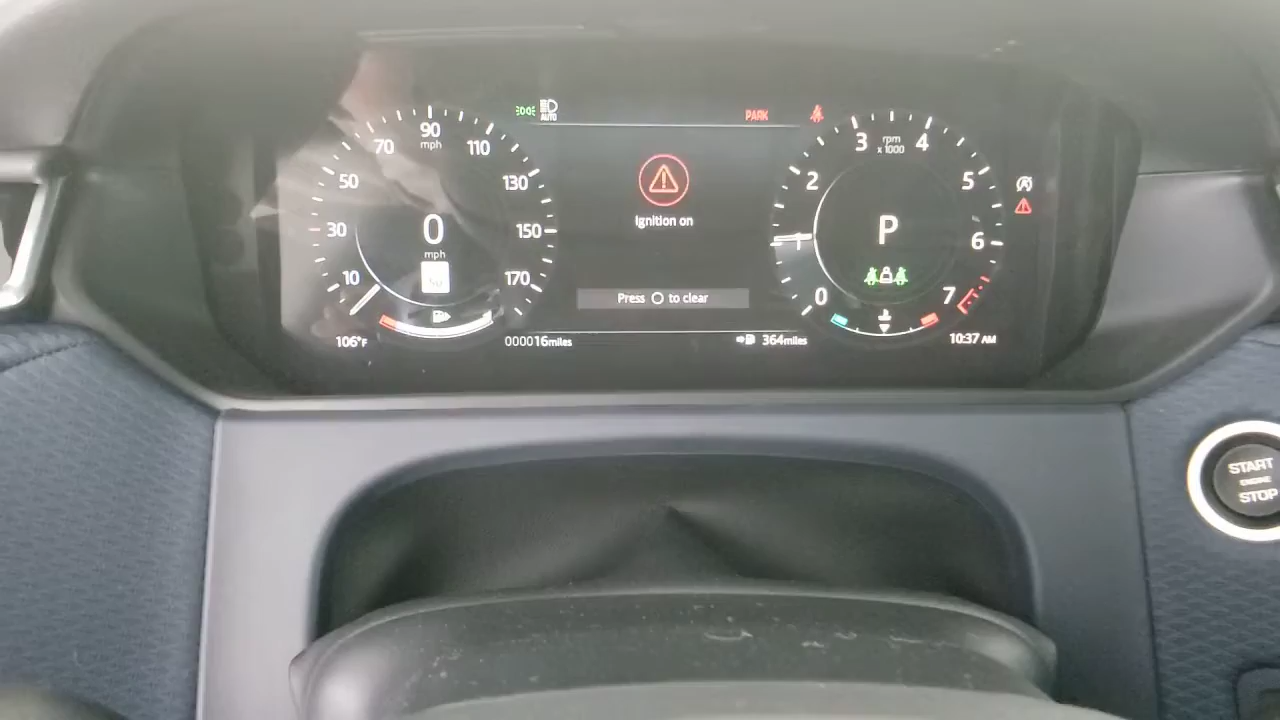 AUTO
PARK
90
mph
70
110
50
130
30
150
10
170
0
mph
Ignition on
Press to clear
3
rpm
x 1000
4
2
5
1
6
0
7
P
106°F
000016miles
364miles
10:37 AM
START
ENGINE
STOP